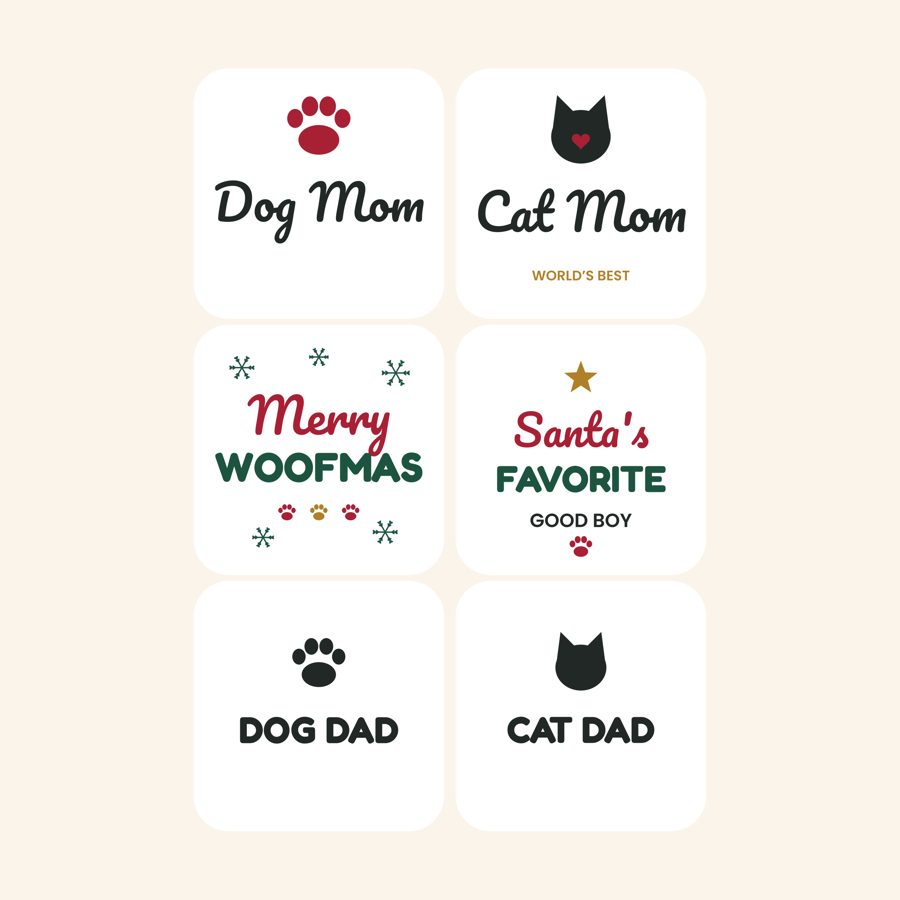 Dog Mom
Cat Mom
WORLD’S BEST
Merry
WOOFMAS
Santa's
FAVORITE
GOOD BOY
DOG DAD
CAT DAD